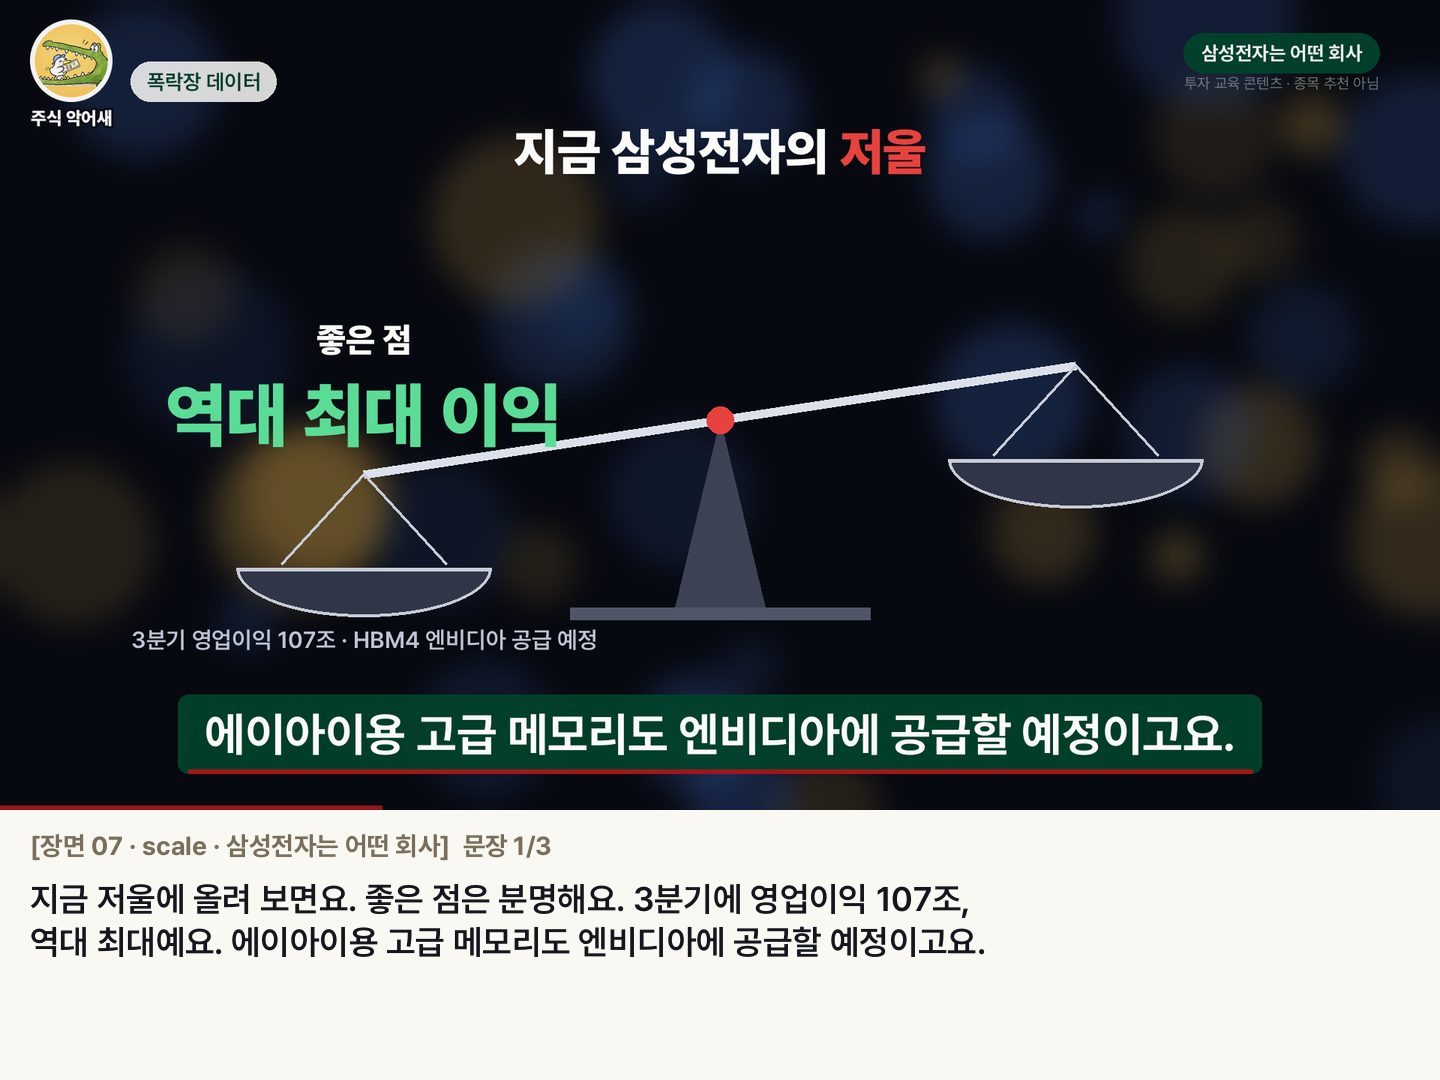 주식 악어새
폭락장 데이터
삼성전자는 어떤 회사
투자 교육 콘텐츠 · 종목 추천 아님
지금 삼성전자의 저울
좋은 점
역대 최대 이익
3분기 영업이익 107조 · HBM4 엔비디아 공급 예정
에이아이용 고급 메모리도 엔비디아에 공급할 예정이고요.
[장면 07 · scale · 삼성전자는 어떤 회사] 문장 1/3
지금 저울에 올려 보면요. 좋은 점은 분명해요. 3분기에 영업이익 107조,
역대 최대예요. 에이아이용 고급 메모리도 엔비디아에 공급할 예정이고요.